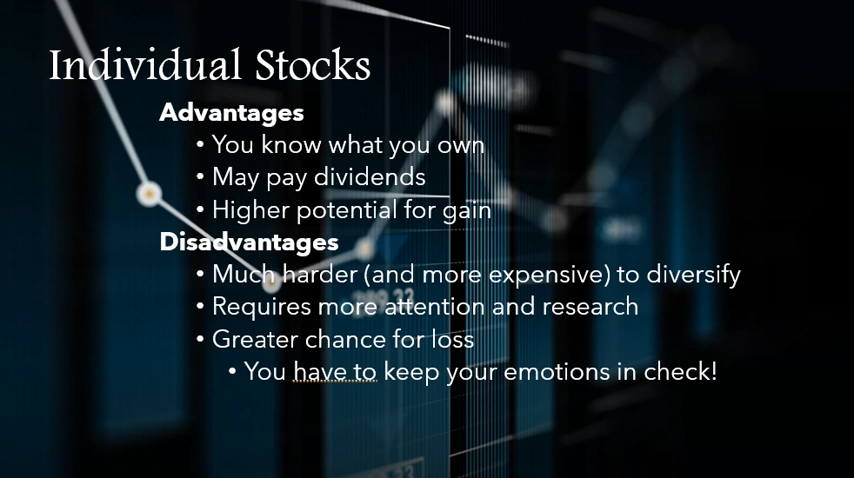 Individual Stocks
Advantages
• You know what you own
• May pay dividends
• Higher potential for gain
Disadvantages
• Much harder (and more expensive) to diversify
• Requires more attention and research
• Greater chance for loss
• You have to keep your emotions in check!